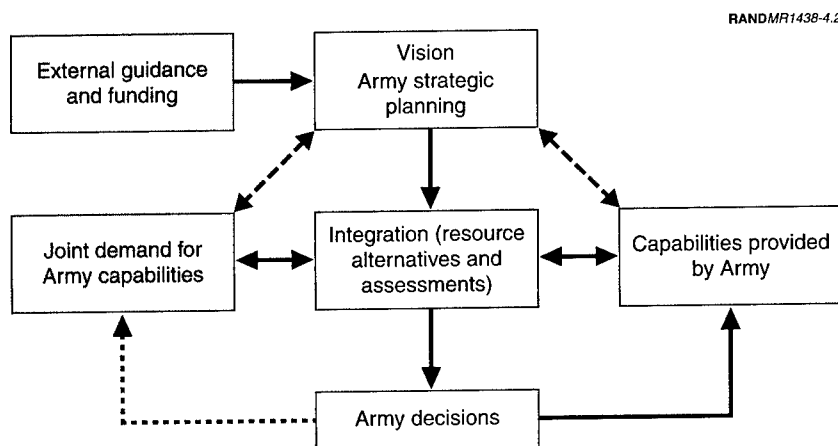 RANDMR1438-4.2
External guidance
and funding
Vision
Army strategic
planning
Joint demand for
Army capabilities
Integration (resource
alternatives and
assessments)
Capabilities provided
by Army
Army decisions